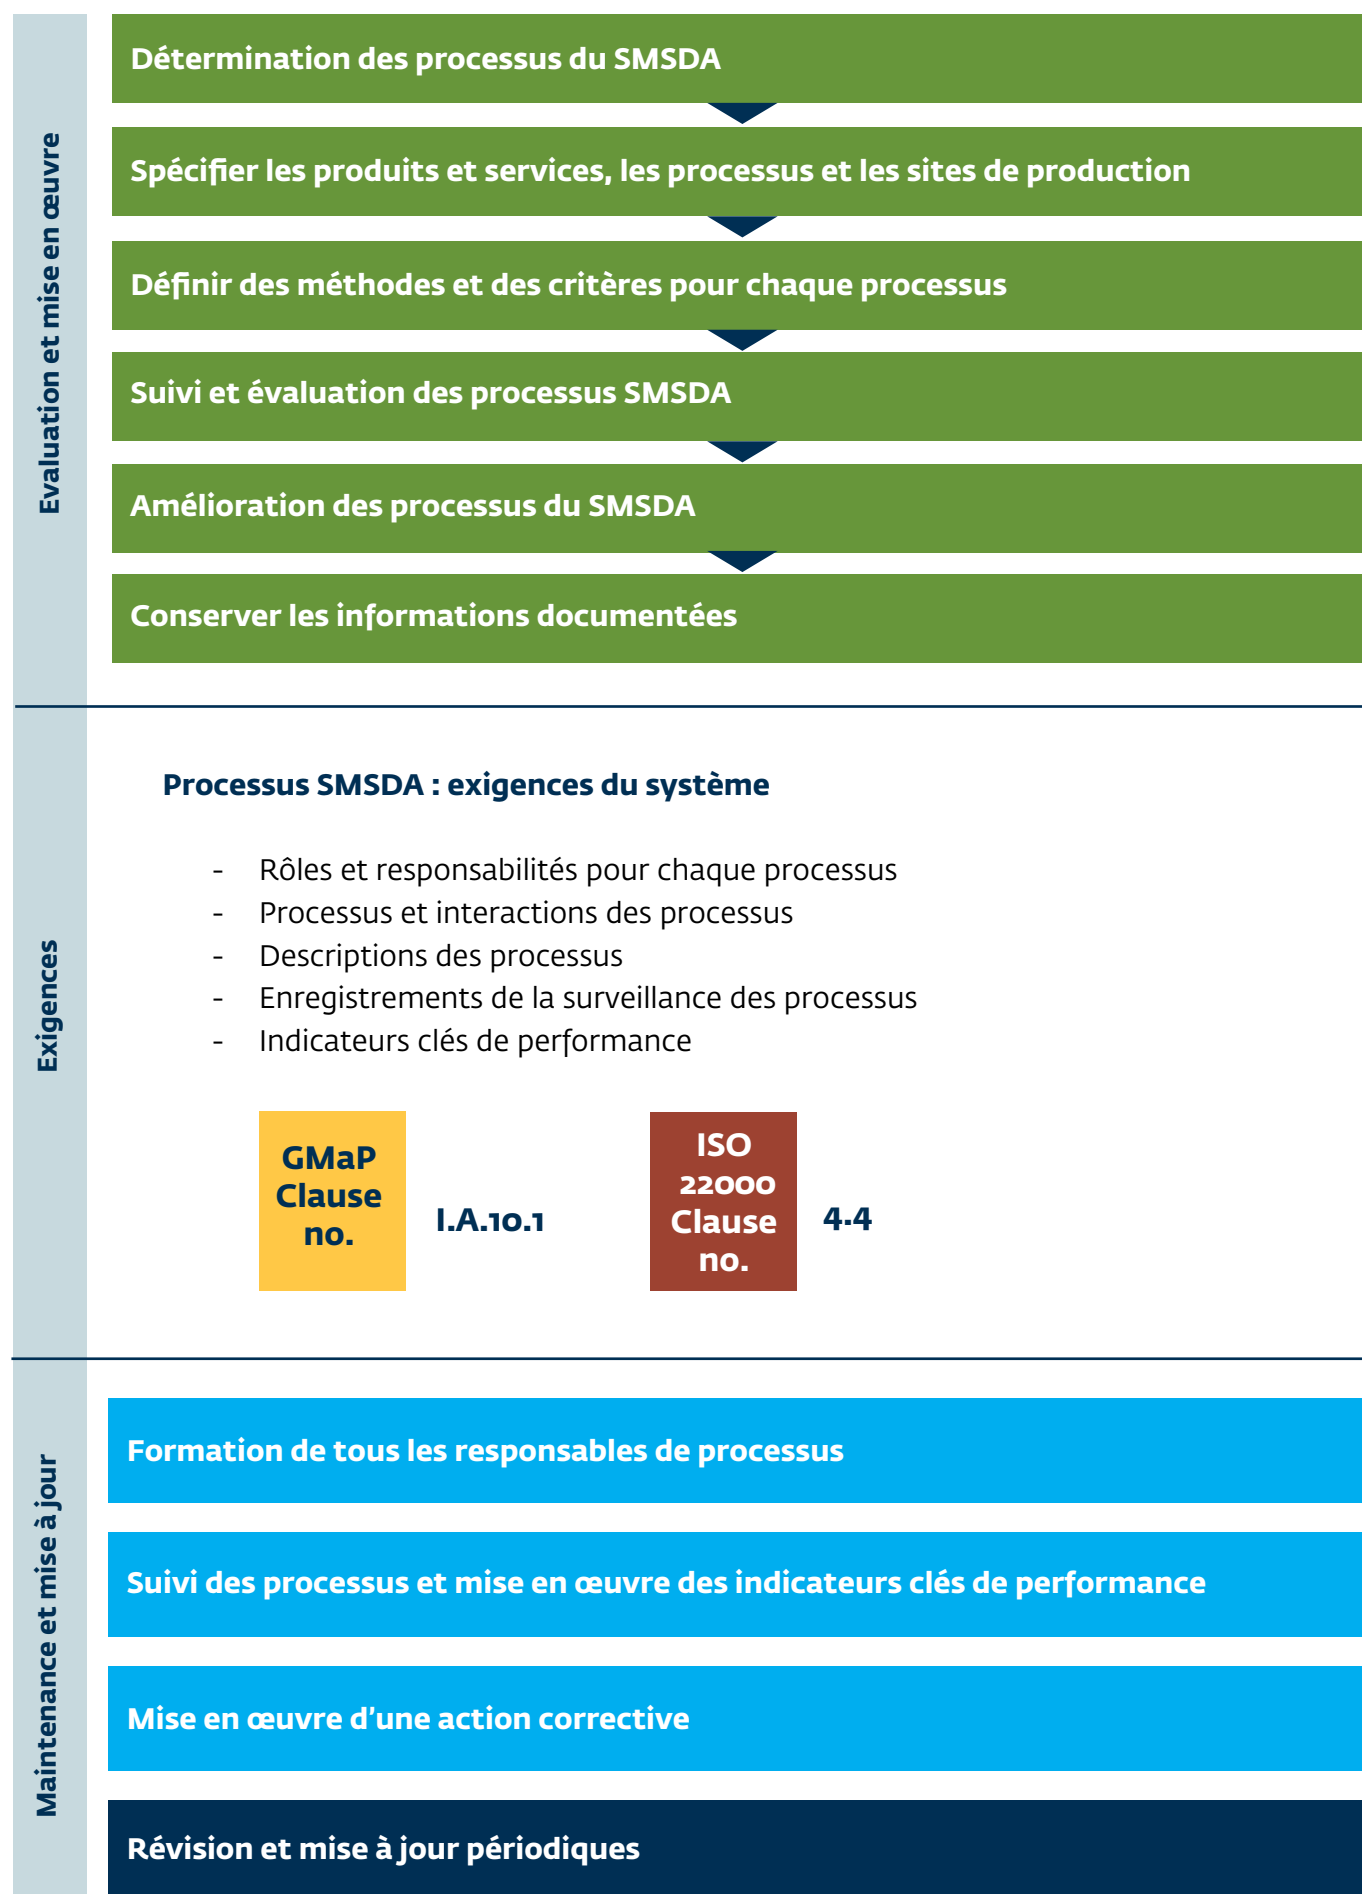 Evaluation et mise en œuvre
Détermination des processus du SMSDA
Spécifier les produits et services, les processus et les sites de production
Définir des méthodes et des critères pour chaque processus
Suivi et évaluation des processus SMSDA
Amélioration des processus du SMSDA
Conserver les informations documentées
Exigences
Processus SMSDA : exigences du système
- Rôles et responsabilités pour chaque processus
- Processus et interactions des processus
- Descriptions des processus
- Enregistrements de la surveillance des processus
- Indicateurs clés de performance
GMaP
Clause
no.
I.A.10.1
ISO
22000
Clause
no.
4.4
Maintenance et mise à jour
Formation de tous les responsables de processus
Suivi des processus et mise en œuvre des indicateurs clés de performance
Mise en œuvre d’une action corrective
Révision et mise à jour périodiques